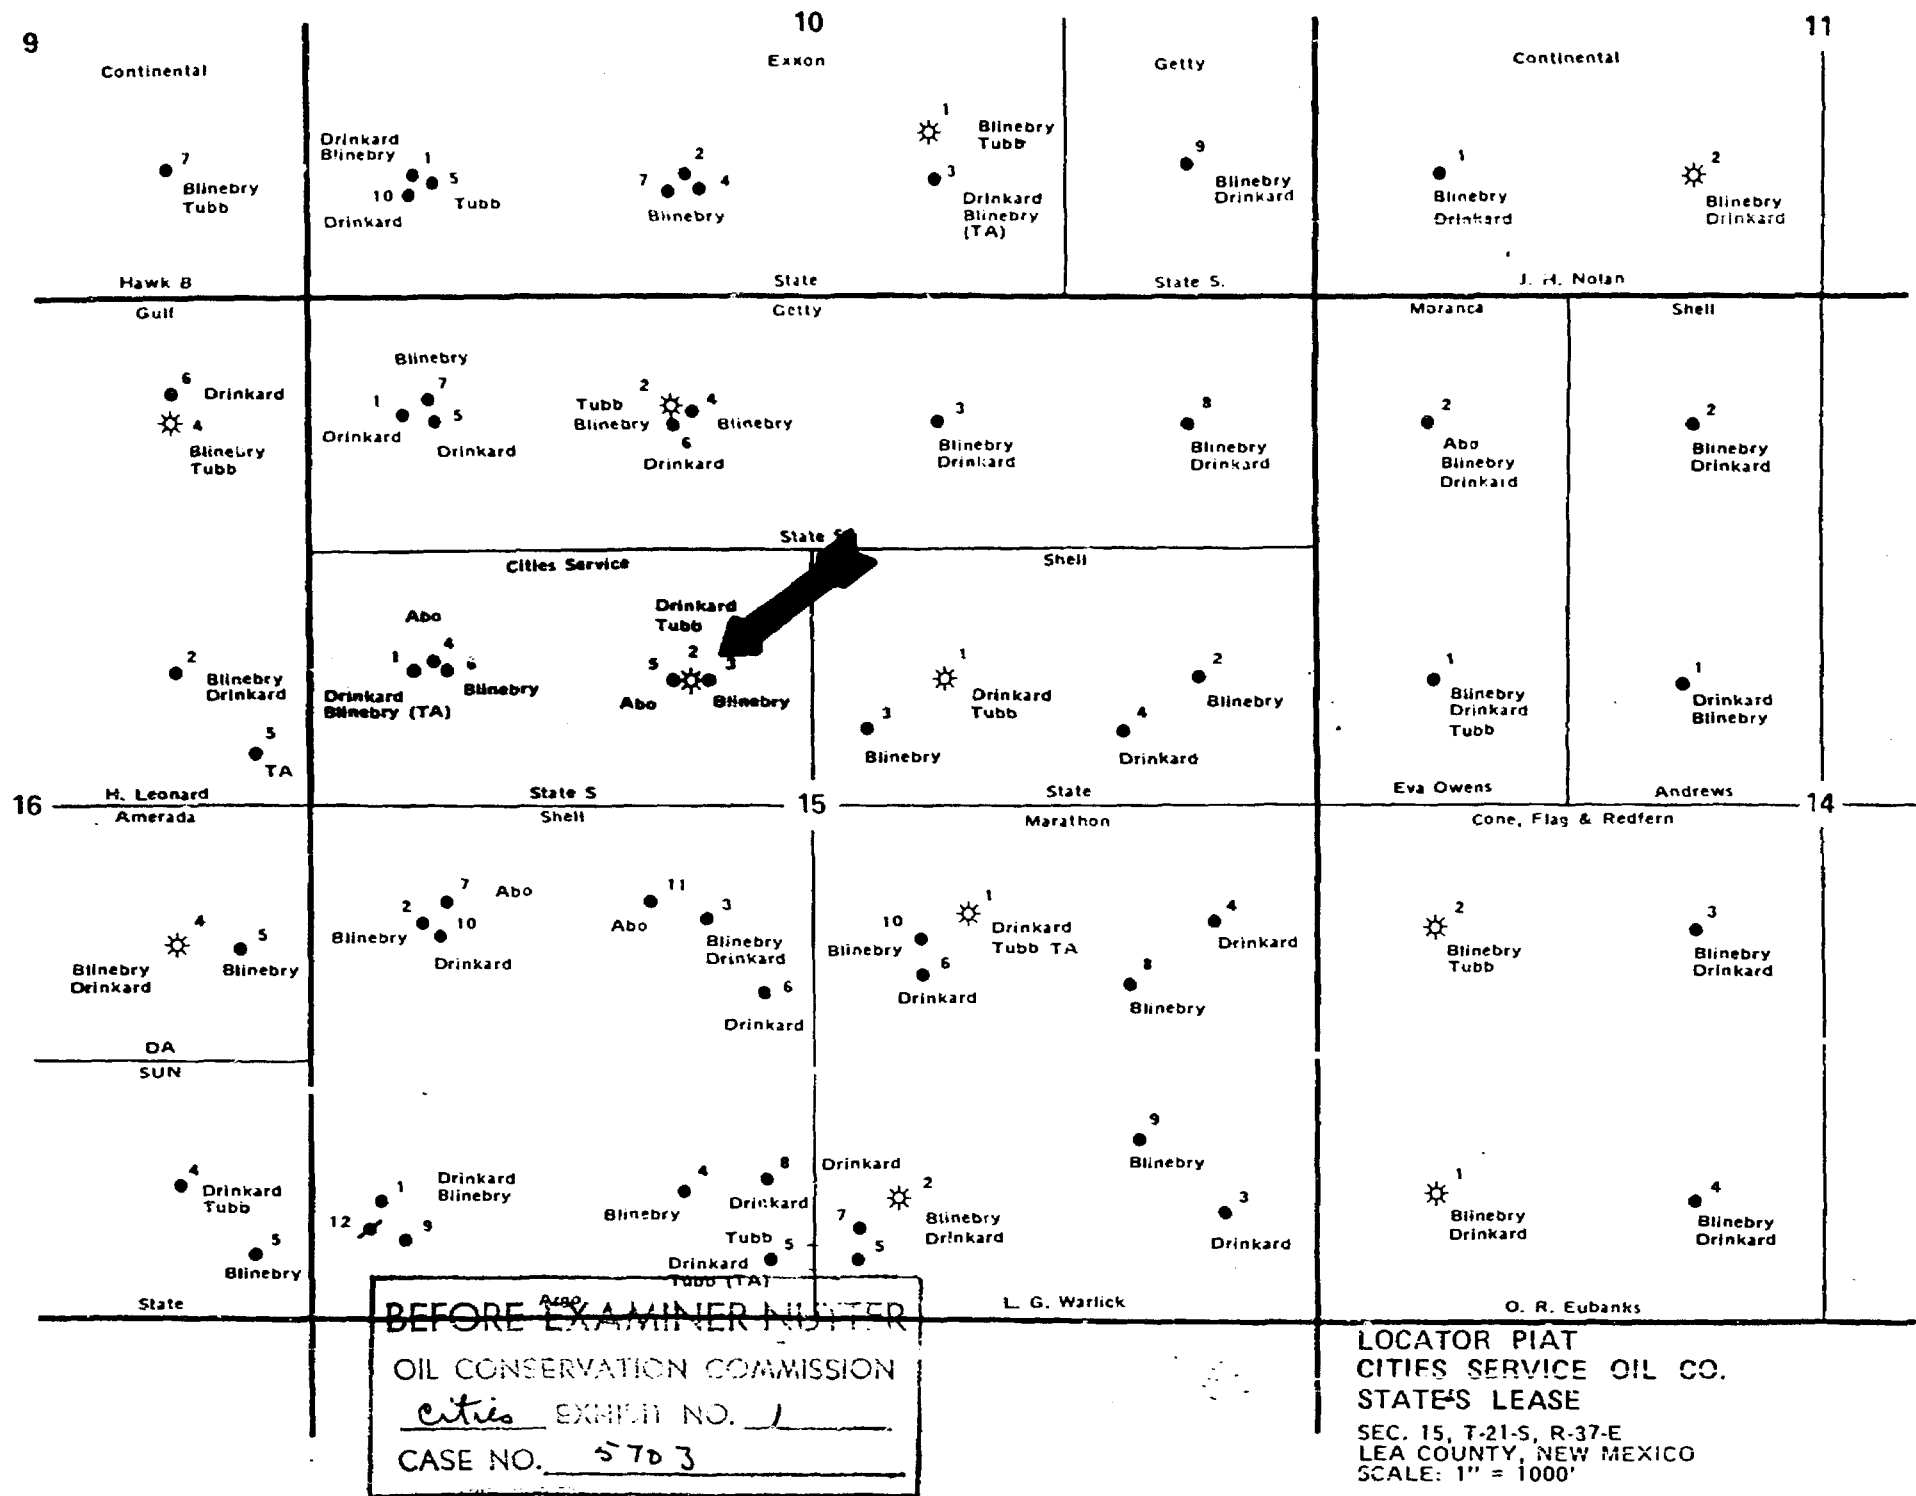 9
10
11
Continental
Exxon
Getty
Continental
7
Blinebry
Tubb
Drinkard
Blinebry
1
5
10
Tubb
Drinkard
2
7
4
Blinebry
1
Blinebry
Tubb
3
Drinkard
Blinebry
(TA)
9
Blinebry
Drinkard
1
Blinebry
Drinkard
2
Blinebry
Drinkard
Hawk B
State
State S.
J. H. Nolan
Gulf
Getty
Moranca
Shell
6
Drinkard
4
Blinebry
Tubb
Blinebry
7
1
5
Drinkard
Drinkard
2
Tubb
Blinebry
4
Blinebry
6
Drinkard
3
Blinebry
Drinkard
8
Blinebry
Drinkard
2
Abo
Blinebry
Drinkard
2
Blinebry
Drinkard
State S
Cities Service
Shell
2
Blinebry
Drinkard
5
TA
Abo
4
1
6
Blinebry
Drinkard
Blinebry (TA)
Drinkard
Tubb
2
5
3
Abo
Blinebry
1
Drinkard
Tubb
3
Blinebry
2
Blinebry
4
Drinkard
1
Blinebry
Drinkard
Tubb
1
Drinkard
Blinebry
H. Leonard
State S
State
Eva Owens
Andrews
16
15
14
Amerada
Shell
Marathon
Cone, Flag & Redfern
4
Blinebry
Drinkard
5
Blinebry
7
Abo
2
10
Blinebry
Drinkard
11
Abo
3
Blinebry
Drinkard
6
Drinkard
1
Drinkard
Tubb TA
10
Blinebry
6
Drinkard
4
Drinkard
8
Blinebry
2
Blinebry
Tubb
3
Blinebry
Drinkard
DA
SUN
4
Drinkard
Tubb
5
Blinebry
1
Drinkard
Blinebry
12
9
4
Blinebry
8
Drinkard
Tubb
5
Drinkard
Tubb (TA)
Drinkard
2
Blinebry
Drinkard
7
5
9
Blinebry
3
Drinkard
1
Blinebry
Drinkard
4
Blinebry
Drinkard
State
Argo
L. G. Warlick
O. R. Eubanks
BEFORE EXAMINER NUTTER
OIL CONSERVATION COMMISSION
Cities EXHIBIT NO. 1
CASE NO. 5703
LOCATOR PLAT
CITIES SERVICE OIL CO.
STATE S LEASE
SEC. 15, T-21-S, R-37-E
LEA COUNTY, NEW MEXICO
SCALE: 1" = 1000'